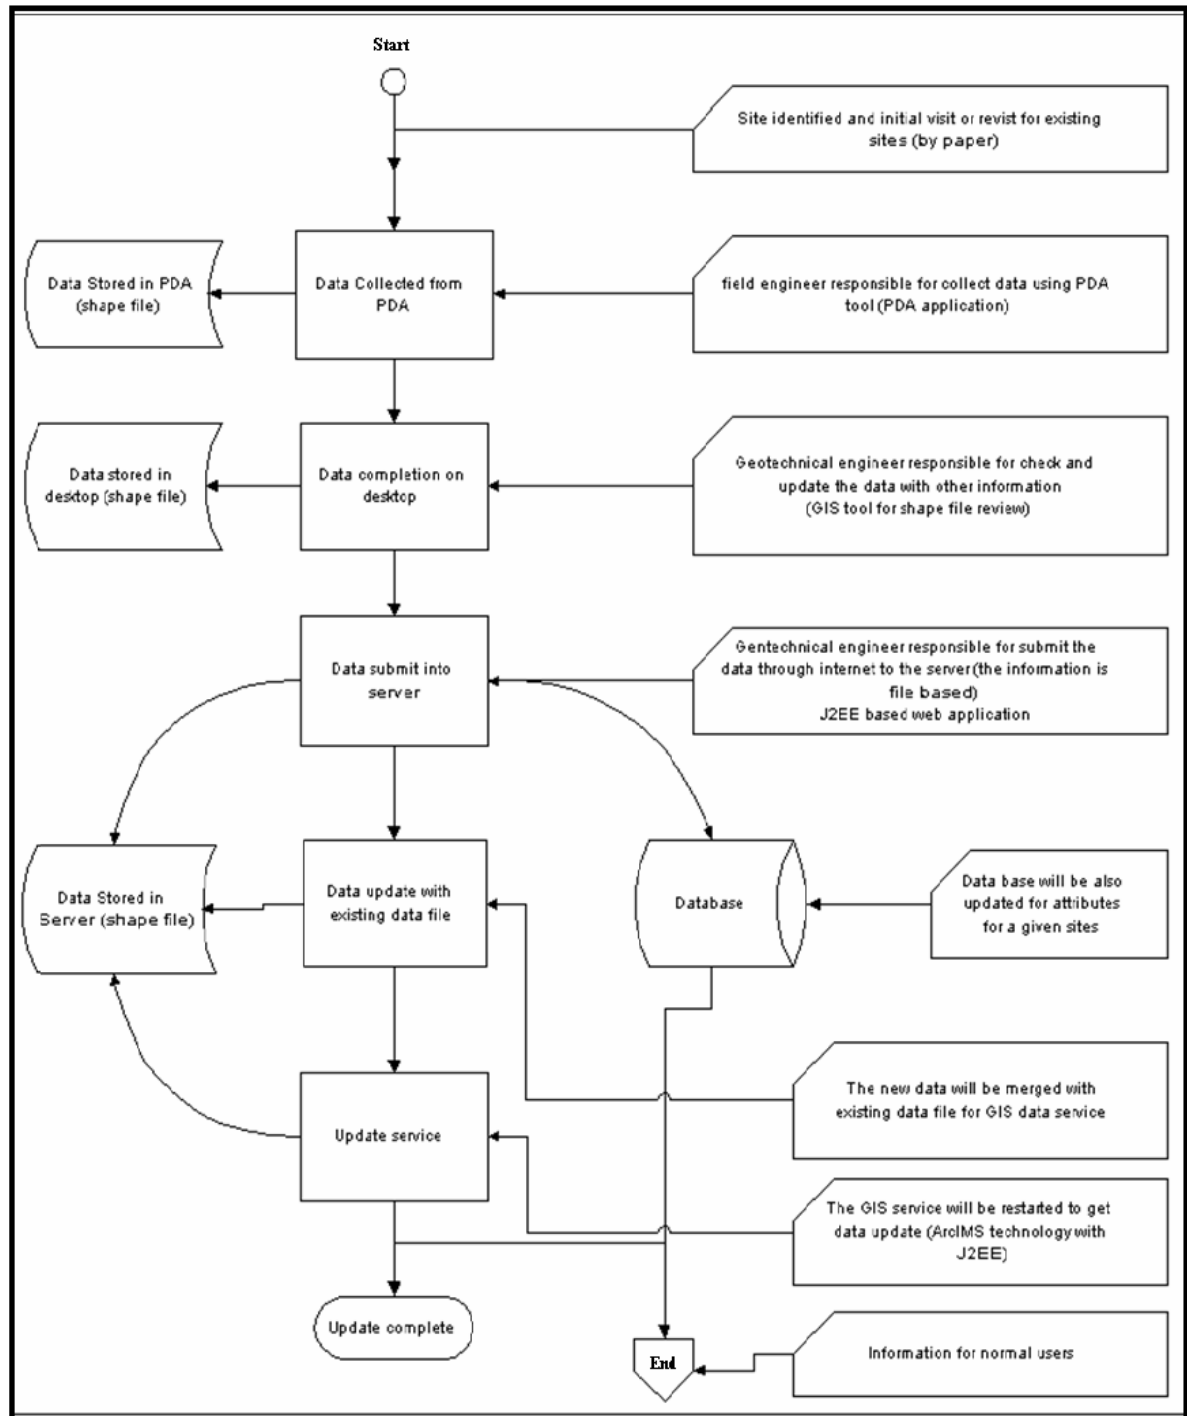 Start
Site identified and initial visit or revist for existing
sites (by paper)
Data Stored in PDA
(shape file)
Data Collected from
PDA
field engineer responsible for collect data using PDA
tool (PDA application)
Data stored in
desktop (shape file)
Data completion on
desktop
Geotechnical engineer responsible for check and
update the data with other information
(GIS tool for shape file review)
Data submit into
server
Gentechnical engineer responsible for submit the
data through internet to the server (the information is
file based)
J2EE based web application
Data Stored in
Server (shape file)
Data update with
existing data file
Database
Data base will be also
updated for attributes
for a given sites
The new data will be merged with
existing data file for GIS data service
Update service
The GIS service will be restarted to get
data update (ArcIMS technology with
J2EE)
Update complete
End
Information for normal users